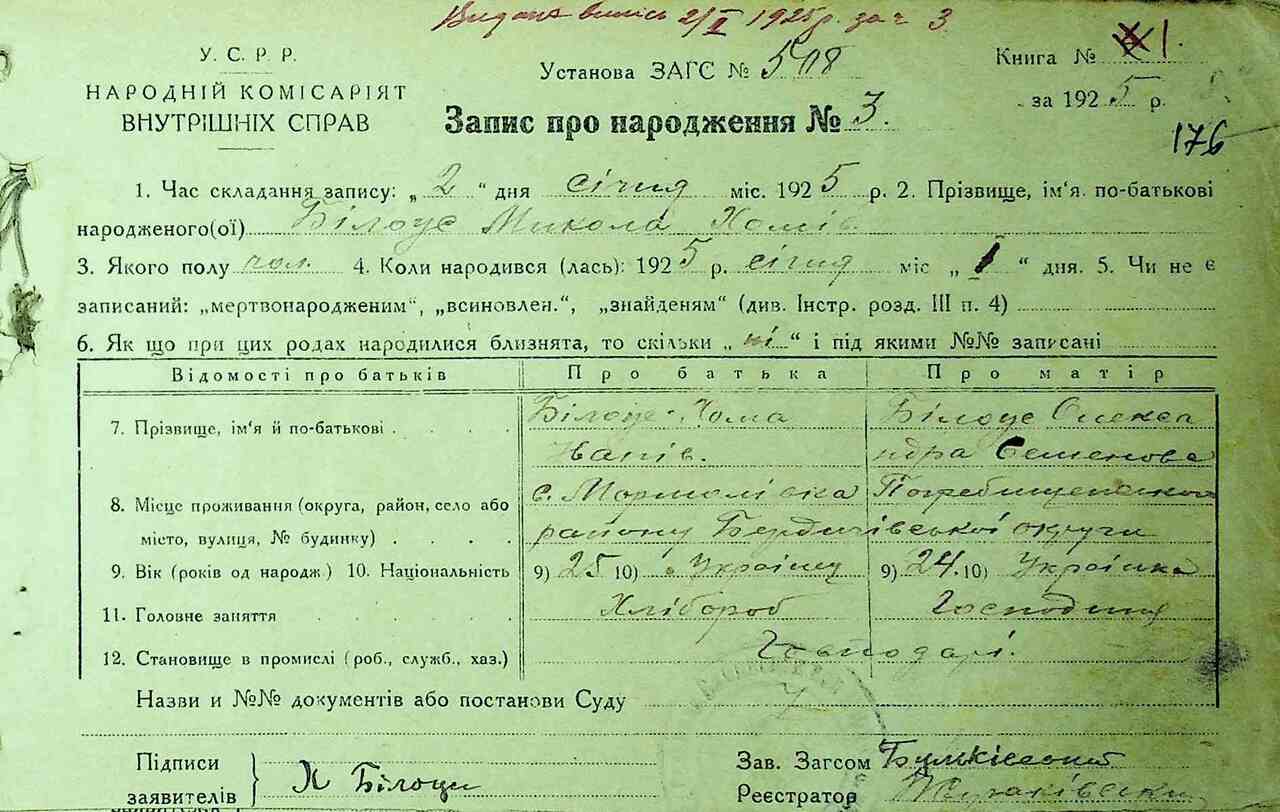 Видана випись 2/II 1925 р. за ч 3
У. С. Р. Р.
НАРОДНІЙ КОМІСАРІЯТ
ВНУТРІШНІХ СПРАВ
Установа ЗАГС № 508
Книга № 1.
за 1925 р.
Запис про народження № 3.
176
1. Час складання запису: „ 2 “ дня січня міс. 1925 р. 2. Прізвище, ім'я по-батькові
народженого(ої) Білоус Микола Хомів.
3. Якого полу чол. 4. Коли народився (лась): 1925 р. січня міс „ 1 “ дня. 5. Чи не є
записаний: „мертвонародженим“, „всиновлен.“, „знайденям“ (див. Інстр. розд. III п. 4)
6. Як що при цих родах народилися близнята, то скільки „ ні “ і під якими №№ записані
Відомості про батьків Про батька Про матір
7. Прізвище, ім'я й по-батькові . Білоус Хома Білоус Олекса
ндра Семенова
8. Місце проживання (округа, район, село або с. Погребищенського
місто, вулиця, № будинку) . . . . району Бердичівської округи
9. Вік (років од народж.) 10. Національність 9) 25 10) Українец 9) 24. 10) Українка
11. Головне заняття Хлібороб Господиня
12. Становище в промислі (роб., служб., хаз.) Господарі.
Назви и №№ документів або постанови Суду
Підписи
заявителів } Х Білоус
Зав. Загсом
Реєстратор